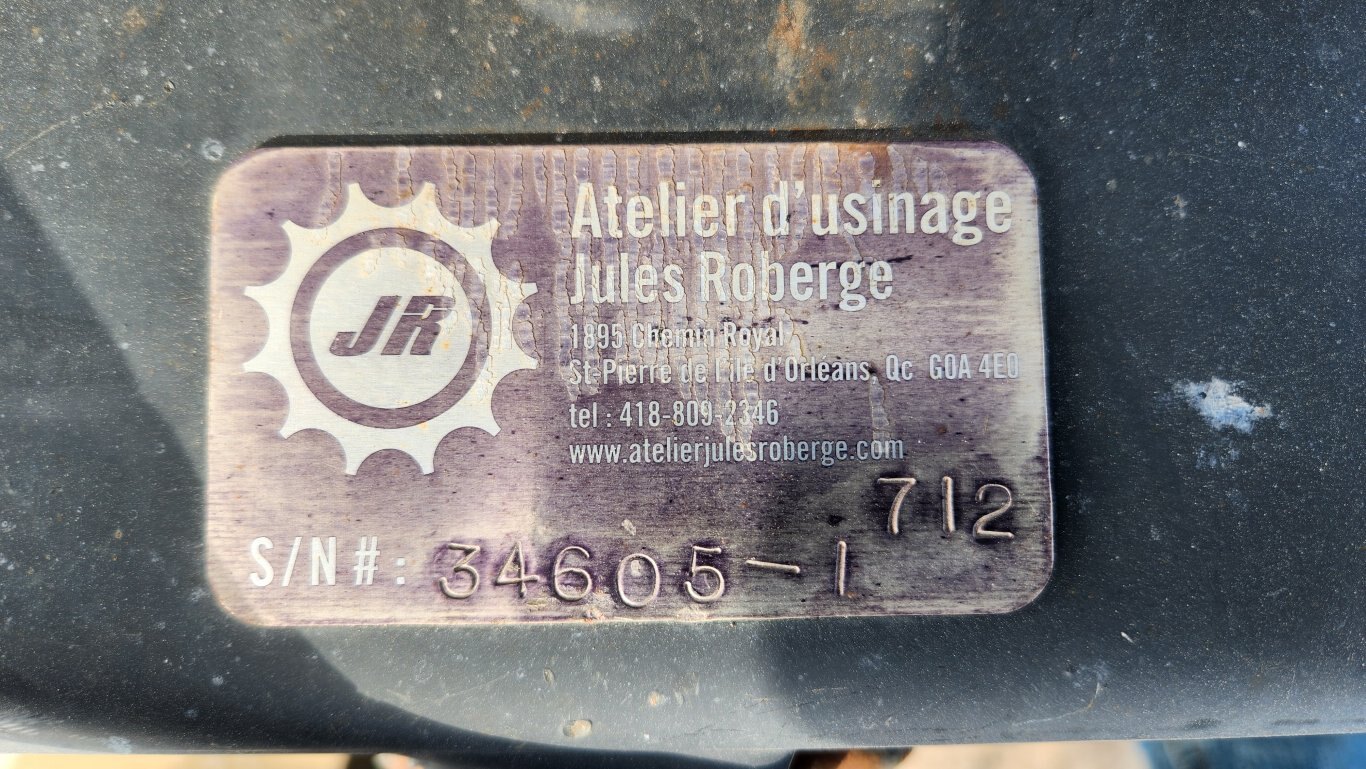 JR
Atelier d'usinage
Jules Roberge
1895 Chemin Royal
St-Pierre de l'île d'Orléans, Qc G0A 4E0
tel : 418-809-2346
www.atelierjulesroberge.com
712
S/N # : 34605-1